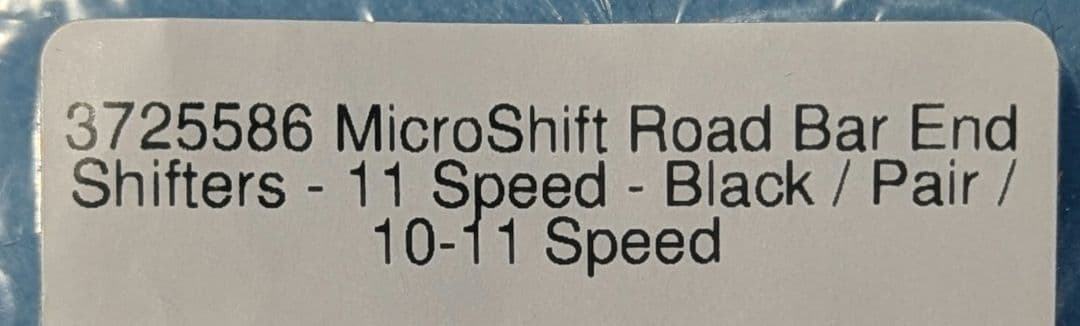 3725586 MicroShift Road Bar End
Shifters - 11 Speed - Black / Pair /
10-11 Speed